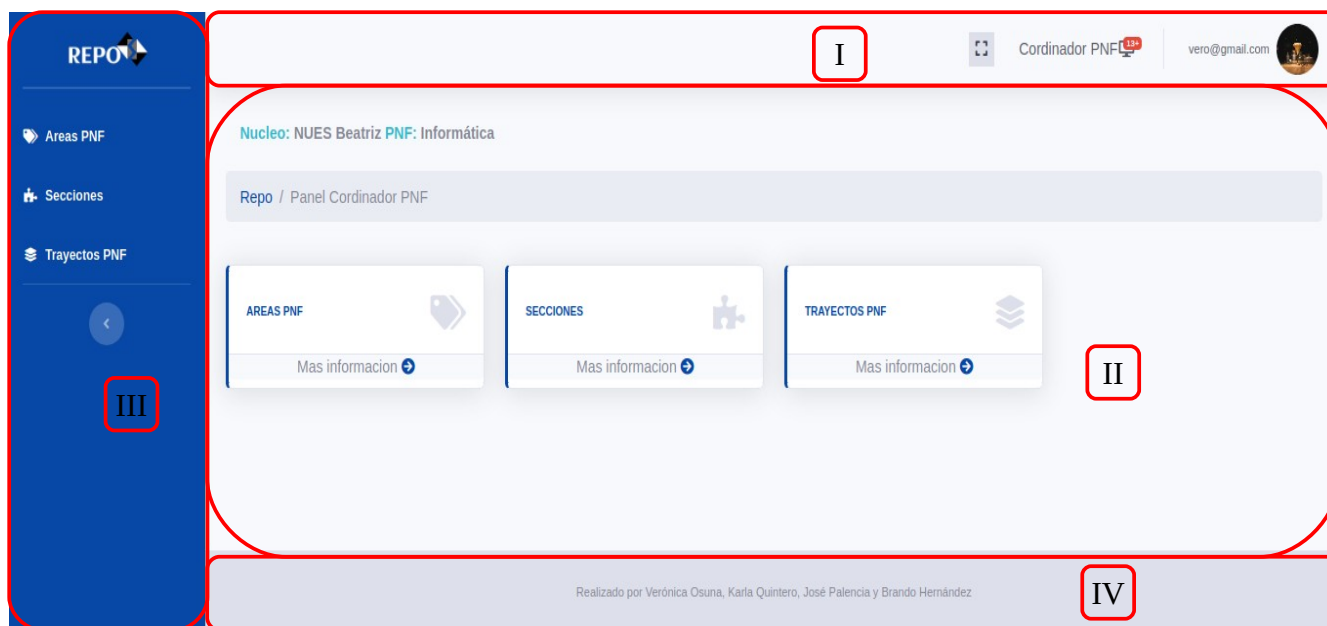 REPO
I
Cordinador PNF
13+
vero@gmail.com
Areas PNF
Secciones
Trayectos PNF
III
Nucleo: NUES Beatriz PNF: Informática
Repo / Panel Cordinador PNF
AREAS PNF
Mas informacion
SECCIONES
Mas informacion
TRAYECTOS PNF
Mas informacion
II
Realizado por Verónica Osuna, Karla Quintero, José Palencia y Brando Hernández
IV